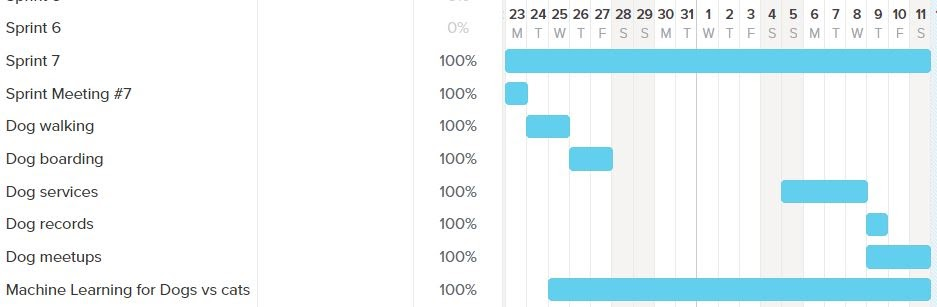 23 24 25 26 27 28 29 30 31 1 2 3 4 5 6 7 8 9 10 11
Sprint 6 0% M T W T F S S M T W T F S S M T W T F S
Sprint 7 100%
Sprint Meeting #7 100%
Dog walking 100%
Dog boarding 100%
Dog services 100%
Dog records 100%
Dog meetups 100%
Machine Learning for Dogs vs cats 100%